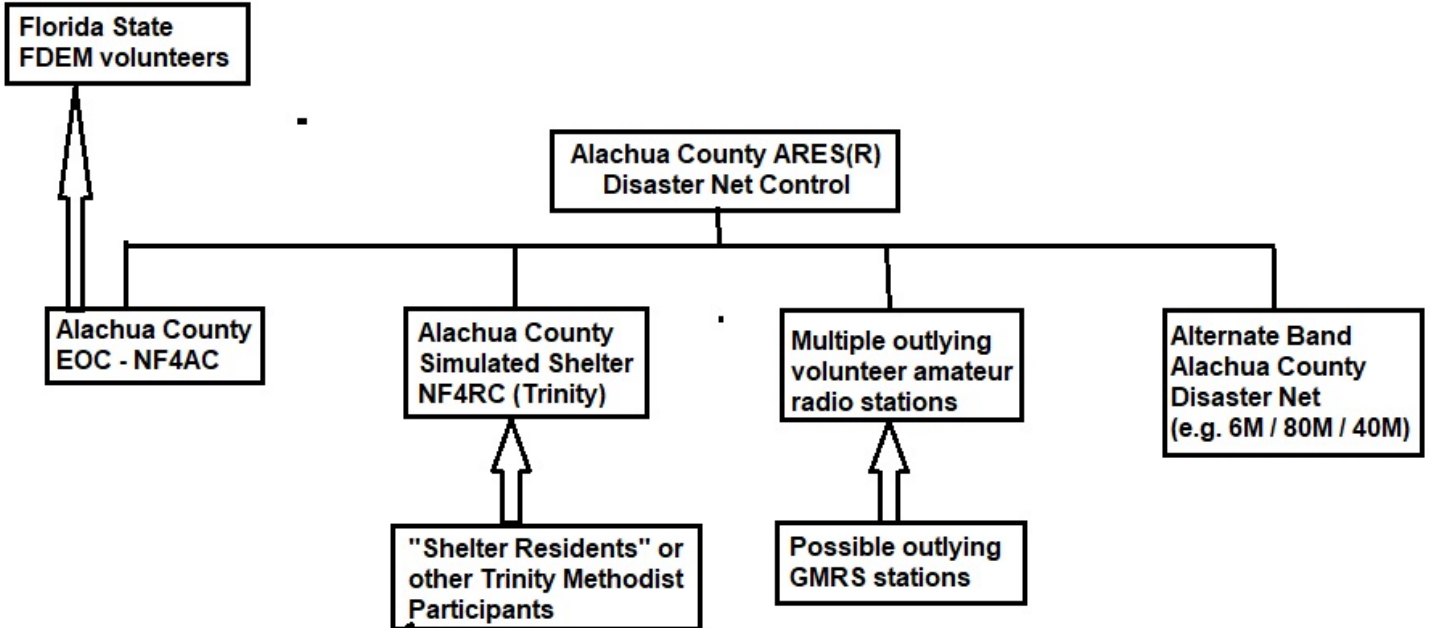 Florida State
FDEM volunteers
Alachua County ARES(R)
Disaster Net Control
Alachua County
EOC - NF4AC
Alachua County
Simulated Shelter
NF4RC (Trinity)
Multiple outlying
volunteer amateur
radio stations
Alternate Band
Alachua County
Disaster Net
(e.g. 6M / 80M / 40M)
"Shelter Residents" or
other Trinity Methodist
Participants
Possible outlying
GMRS stations